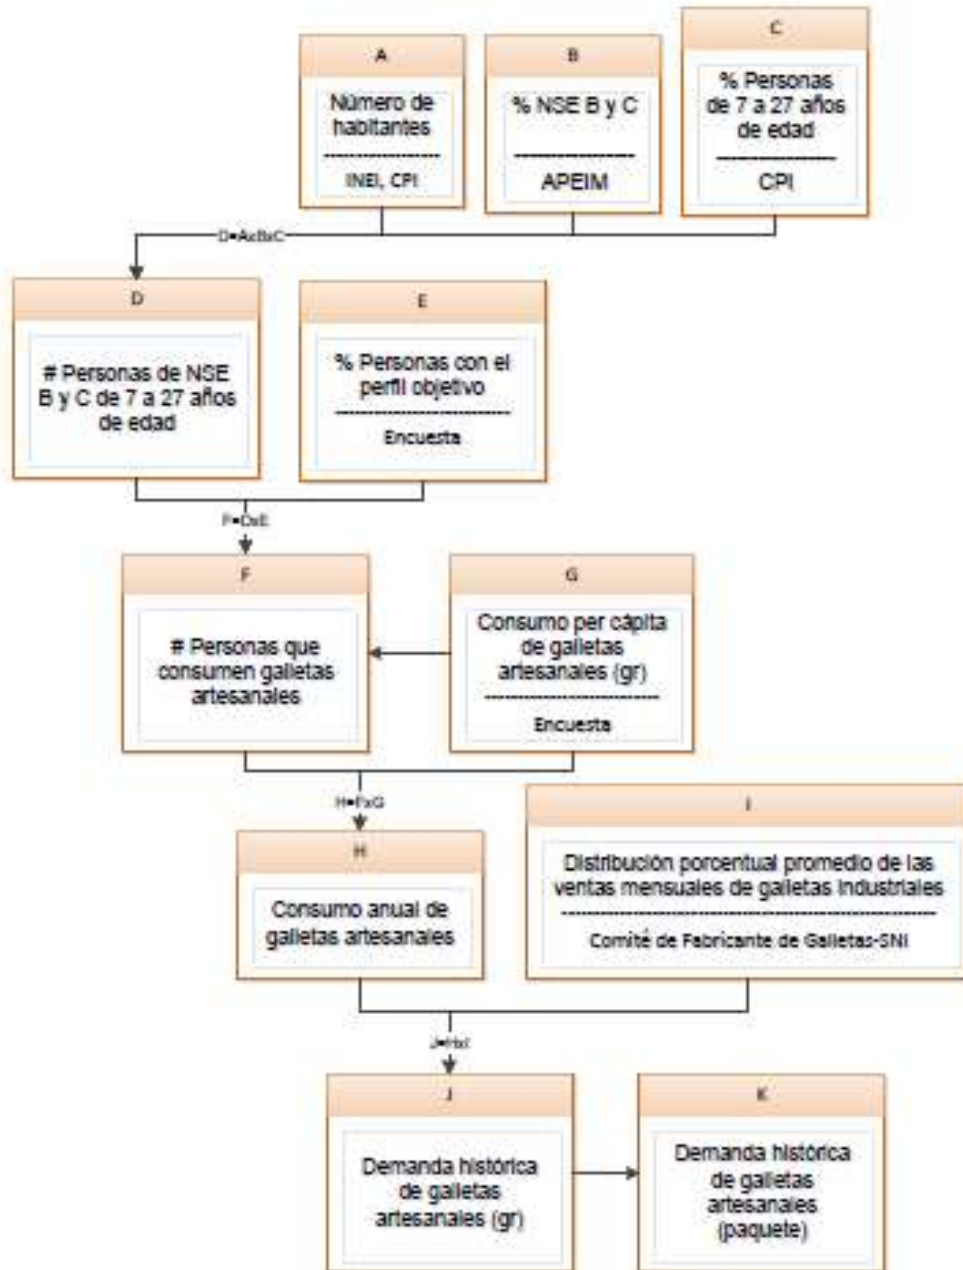 A
Número de
habitantes
--------------------
INEI, CPI
B
% NSE B y C
--------------------
APEIM
C
% Personas
de 7 a 27 años
de edad
--------------------
CPI
D=AxBxC
D
# Personas de NSE
B y C de 7 a 27 años
de edad
E
% Personas con el
perfil objetivo
------------------------------
Encuesta
F=DxE
F
# Personas que
consumen galletas
artesanales
G
Consumo per cápita
de galletas
artesanales (gr)
------------------------------
Encuesta
H=FxG
H
Consumo anual de
galletas artesanales
I
Distribución porcentual promedio de las
ventas mensuales de galletas industriales
----------------------------------------------------------------
Comité de Fabricante de Galletas-SNI
J=HxI
J
Demanda histórica
de galletas
artesanales (gr)
K
Demanda histórica
de galletas
artesanales
(paquete)